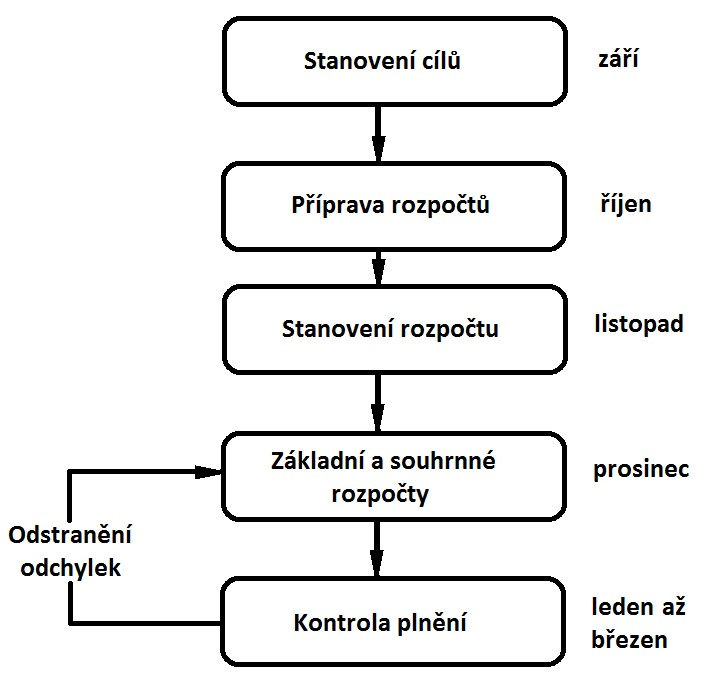 Stanovení cílů
září
Příprava rozpočtů
říjen
Stanovení rozpočtu
listopad
Základní a souhrnné
rozpočty
prosinec
Odstranění
odchylek
Kontrola plnění
leden až
březen